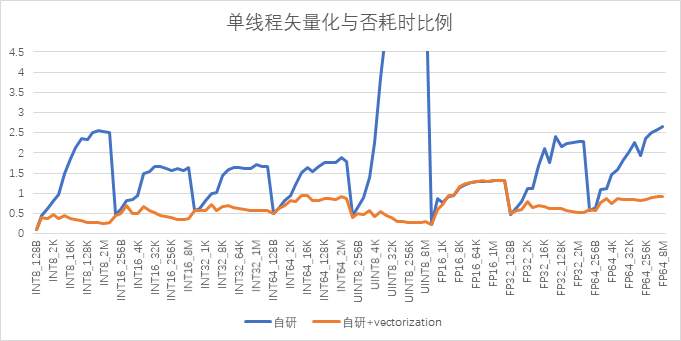 单线程矢量化与否耗时比例
4.5
4
3.5
3
2.5
2
1.5
1
0.5
0
INT8_128B
INT8_2K
INT8_16K
INT8_128K
INT8_2M
INT16_256B
INT16_4K
INT16_32K
INT16_256K
INT16_8M
INT32_1K
INT32_8K
INT32_64K
INT32_1M
INT64_128B
INT64_2K
INT64_16K
INT64_128K
INT64_2M
UINT8_256B
UINT8_4K
UINT8_32K
UINT8_256K
UINT8_8M
FP16_1K
FP16_8K
FP16_64K
FP16_1M
FP32_128B
FP32_2K
FP32_16K
FP32_128K
FP32_2M
FP64_256B
FP64_4K
FP64_32K
FP64_256K
FP64_8M
自研
自研+vectorization